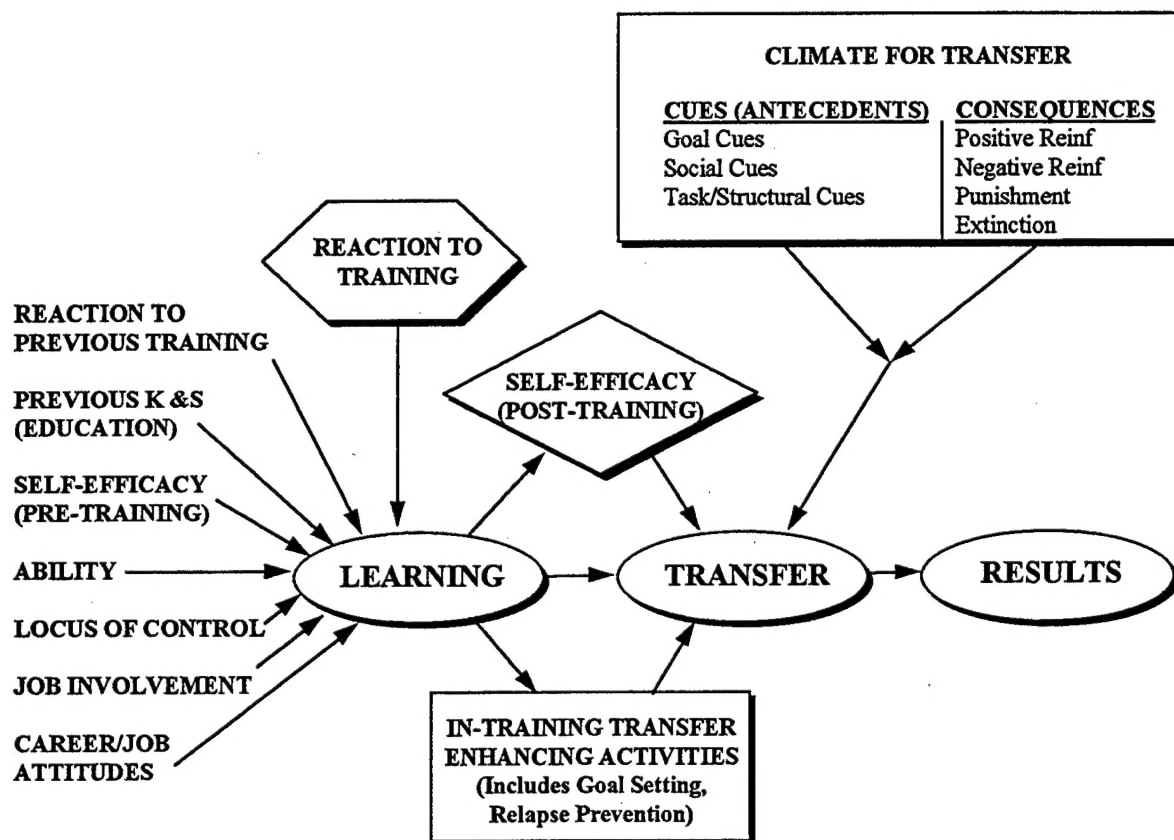 CLIMATE FOR TRANSFER
CUES (ANTECEDENTS)
Goal Cues
Social Cues
Task/Structural Cues
CONSEQUENCES
Positive Reinf
Negative Reinf
Punishment
Extinction
REACTION TO
TRAINING
REACTION TO
PREVIOUS TRAINING
PREVIOUS K &S
(EDUCATION)
SELF-EFFICACY
(PRE-TRAINING)
ABILITY
LOCUS OF CONTROL
JOB INVOLVEMENT
CAREER/JOB
ATTITUDES
SELF-EFFICACY
(POST-TRAINING)
LEARNING
TRANSFER
RESULTS
IN-TRAINING TRANSFER
ENHANCING ACTIVITIES
(Includes Goal Setting,
Relapse Prevention)